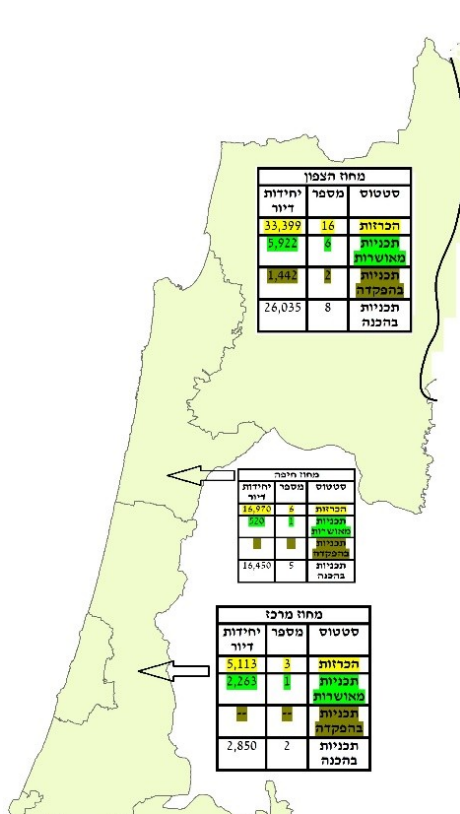 מחוז הצפון
סטטוס מספר יחידות
דיור
הכרזות 16 33,399
תכניות 6 5,922
מאושרות
תכניות 2 1,442
בהפקדה
תכניות 8 26,035
בהכנה
מחוז חיפה
סטטוס מספר יחידות
דיור
הכרזות 6 16,970
תכניות 1 520
מאושרות
תכניות -- --
בהפקדה
תכניות 5 16,450
בהכנה
מחוז מרכז
סטטוס מספר יחידות
דיור
הכרזות 3 5,113
תכניות 1 2,263
מאושרות
תכניות -- --
בהפקדה
תכניות 2 2,850
בהכנה